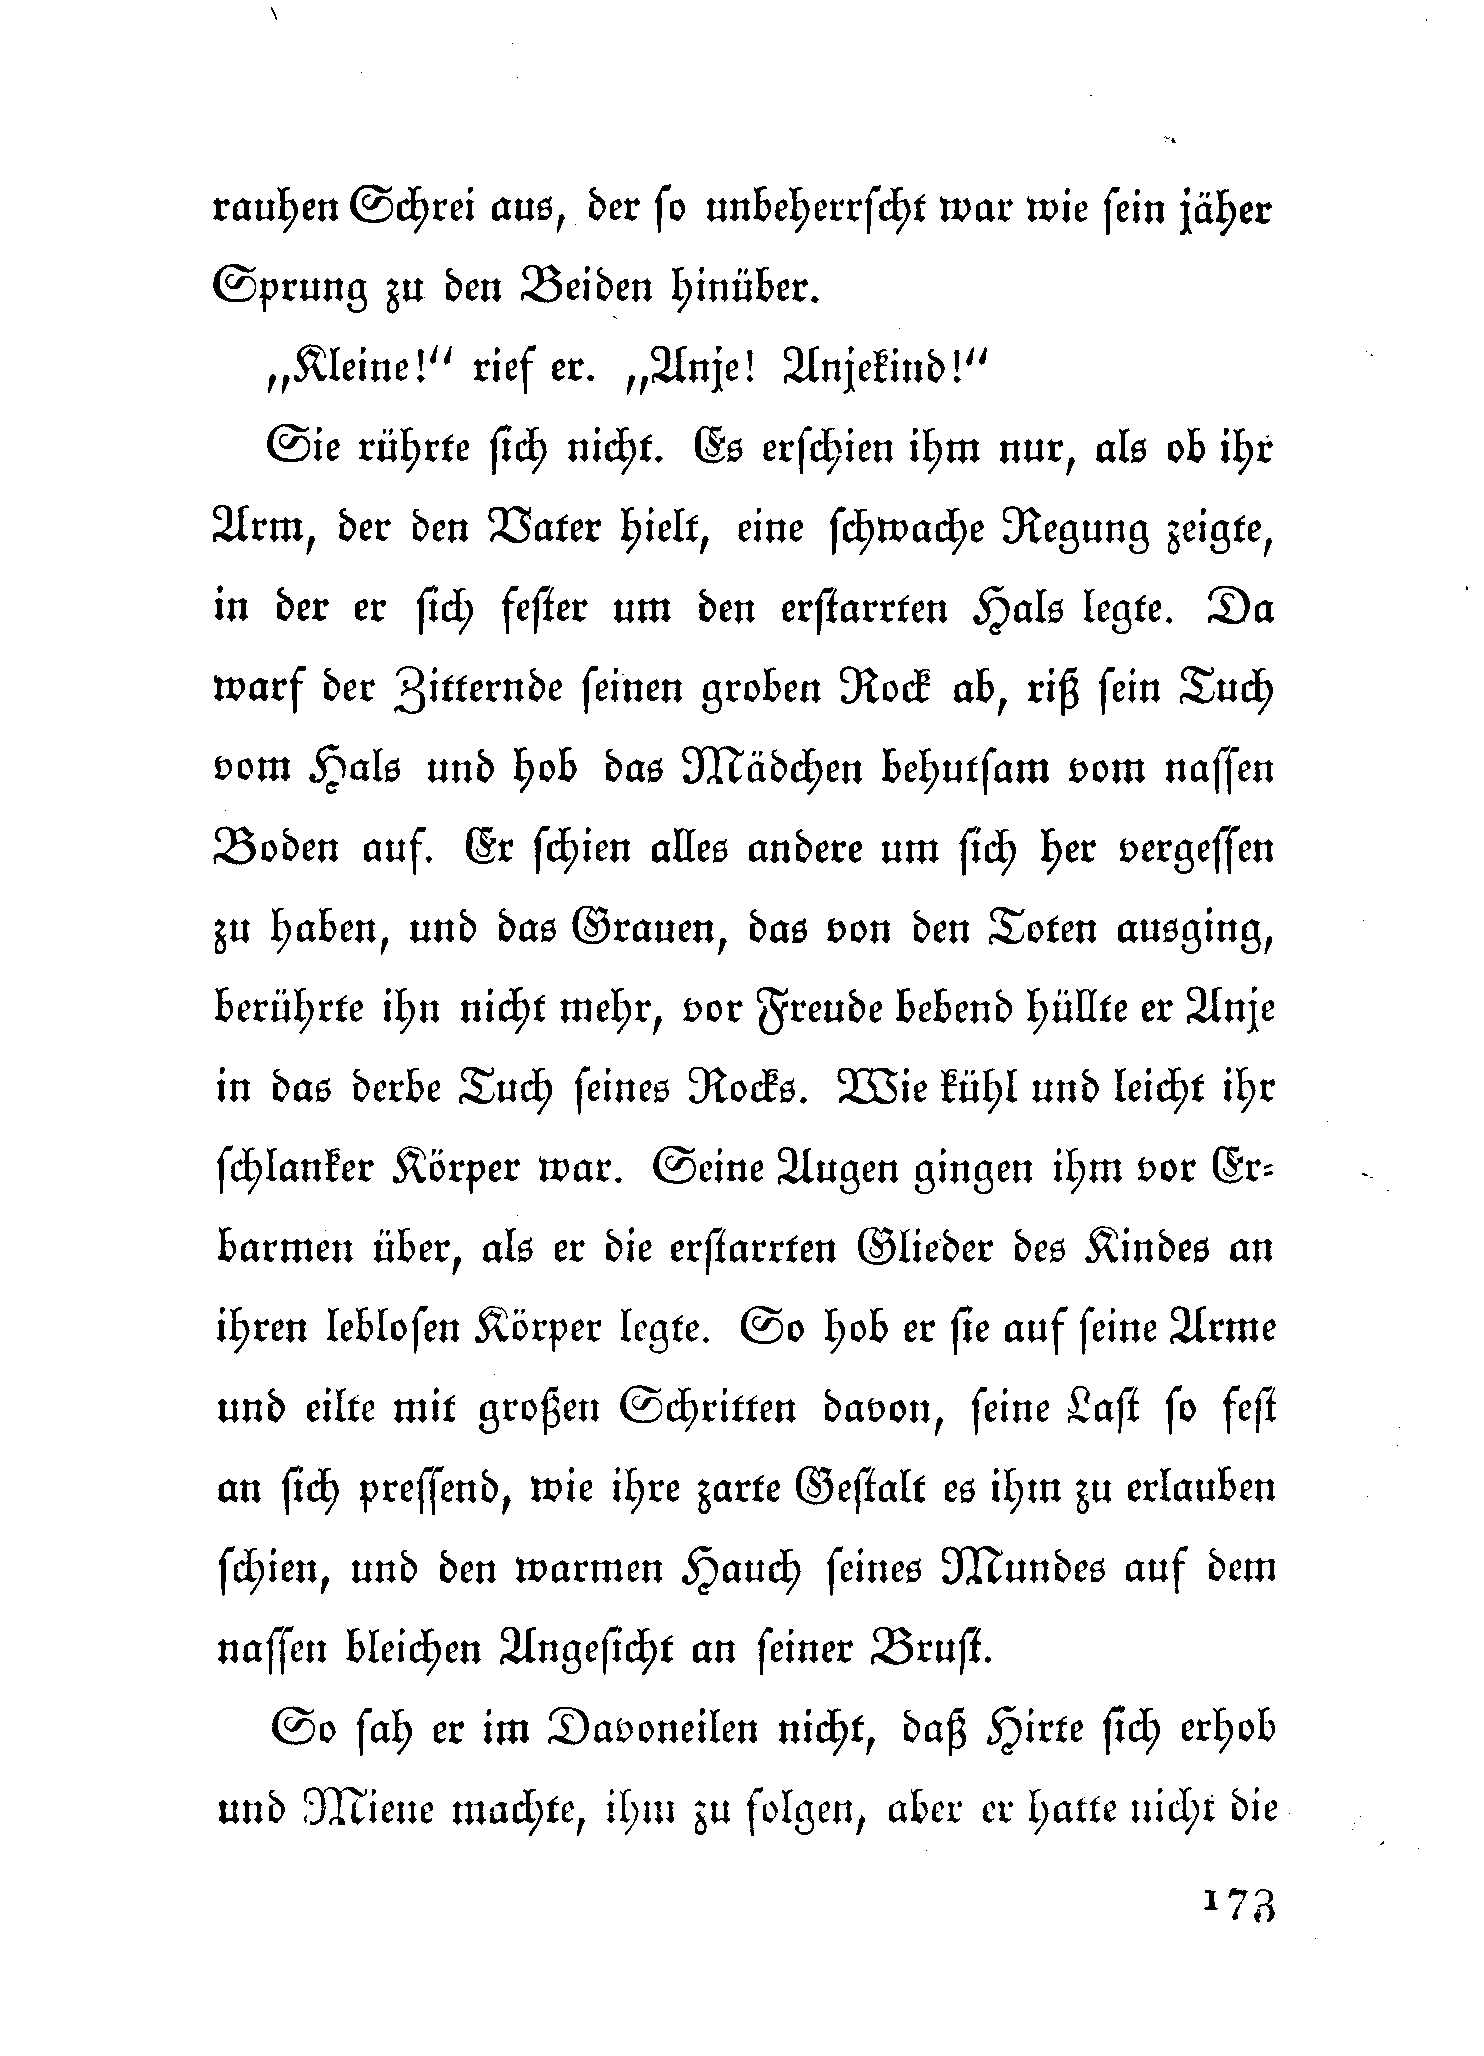 rauhen Schrei aus, der so unbeherrscht war wie sein jäher
Sprung zu den Beiden hinüber.
„Kleine!“ rief er. „Anje! Anjekind!“
Sie rührte sich nicht. Es erschien ihm nur, als ob ihr
Arm, der den Vater hielt, eine schwache Regung zeigte,
in der er sich fester um den erstarrten Hals legte. Da
warf der Zitternde seinen groben Rock ab, riß sein Tuch
vom Hals und hob das Mädchen behutsam vom nassen
Boden auf. Er schien alles andere um sich her vergessen
zu haben, und das Grauen, das von den Toten ausging,
berührte ihn nicht mehr, vor Freude bebend hüllte er Anje
in das derbe Tuch seines Rocks. Wie kühl und leicht ihr
schlanker Körper war. Seine Augen gingen ihm vor Er-
barmen über, als er die erstarrten Glieder des Kindes an
ihren leblosen Körper legte. So hob er sie auf seine Arme
und eilte mit großen Schritten davon, seine Last so fest
an sich pressend, wie ihre zarte Gestalt es ihm zu erlauben
schien, und den warmen Hauch seines Mundes auf dem
nassen bleichen Angesicht an seiner Brust.
So sah er im Davoneilen nicht, daß Hirte sich erhob
und Miene machte, ihm zu folgen, aber er hatte nicht die
173